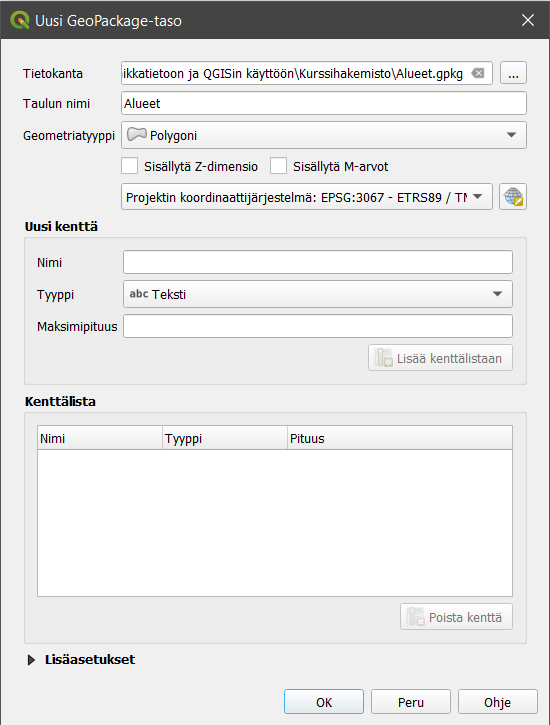 Uusi GeoPackage-taso
Tietokanta ikkatietoon ja QGISin käyttöön\Kurssihakemisto\Alueet.gpkg ...
Taulun nimi Alueet
Geometriatyyppi Polygoni
Sisällytä Z-dimensio Sisällytä M-arvot
Projektin koordinaattijärjestelmä: EPSG:3067 - ETRS89 / TM
Uusi kenttä
Nimi
Tyyppi abc Teksti
Maksimipituus
Lisää kenttälistaan
Kenttälista
Nimi Tyyppi Pituus
Poista kenttä
Lisäasetukset
OK Peru Ohje